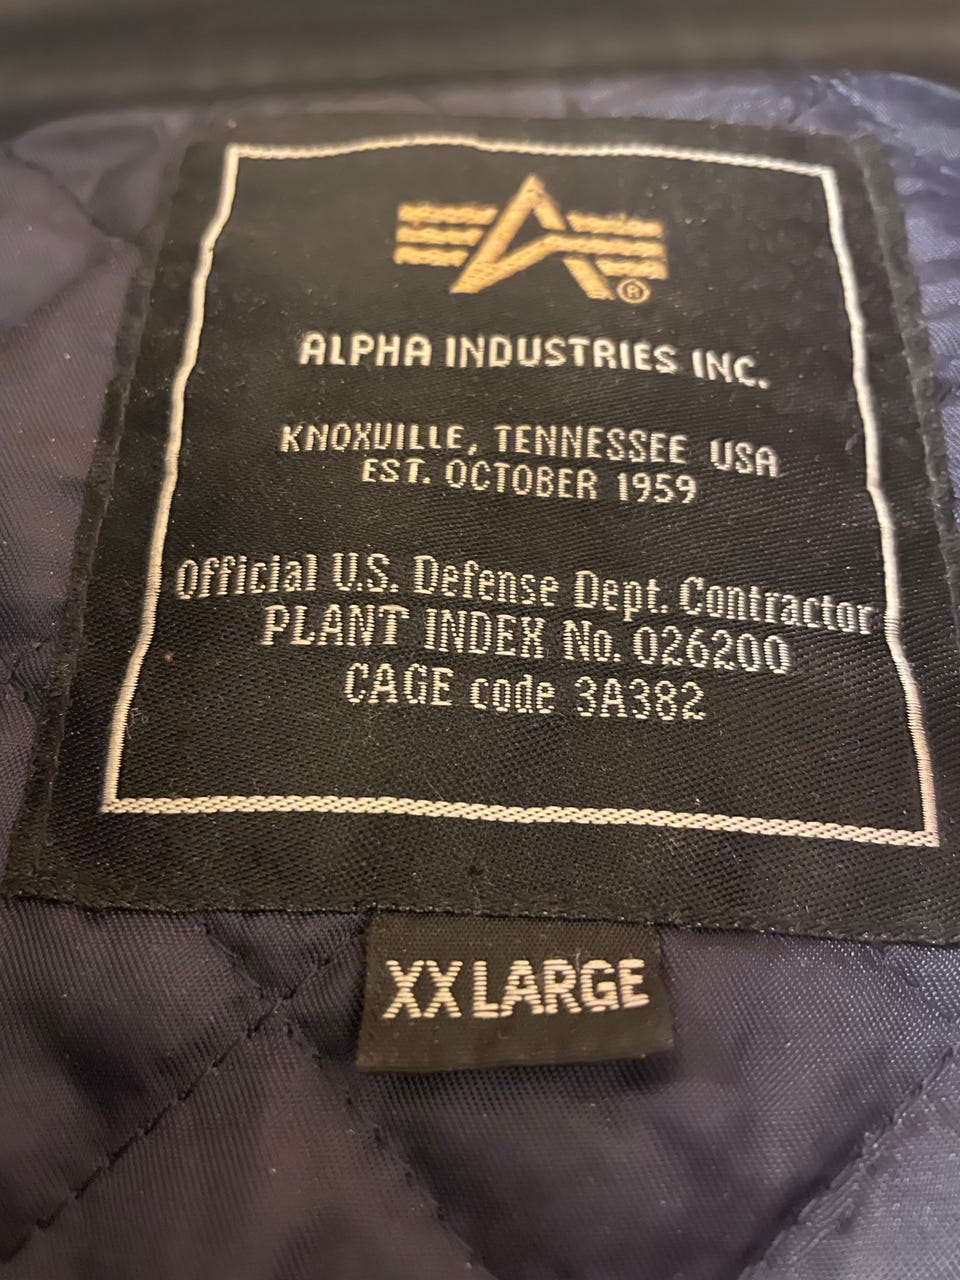 ®
ALPHA INDUSTRIES INC.
KNOXVILLE, TENNESSEE USA
EST. OCTOBER 1959
Official U.S. Defense Dept. Contractor
PLANT INDEX No. 026200
CAGE code 3A382
XX LARGE